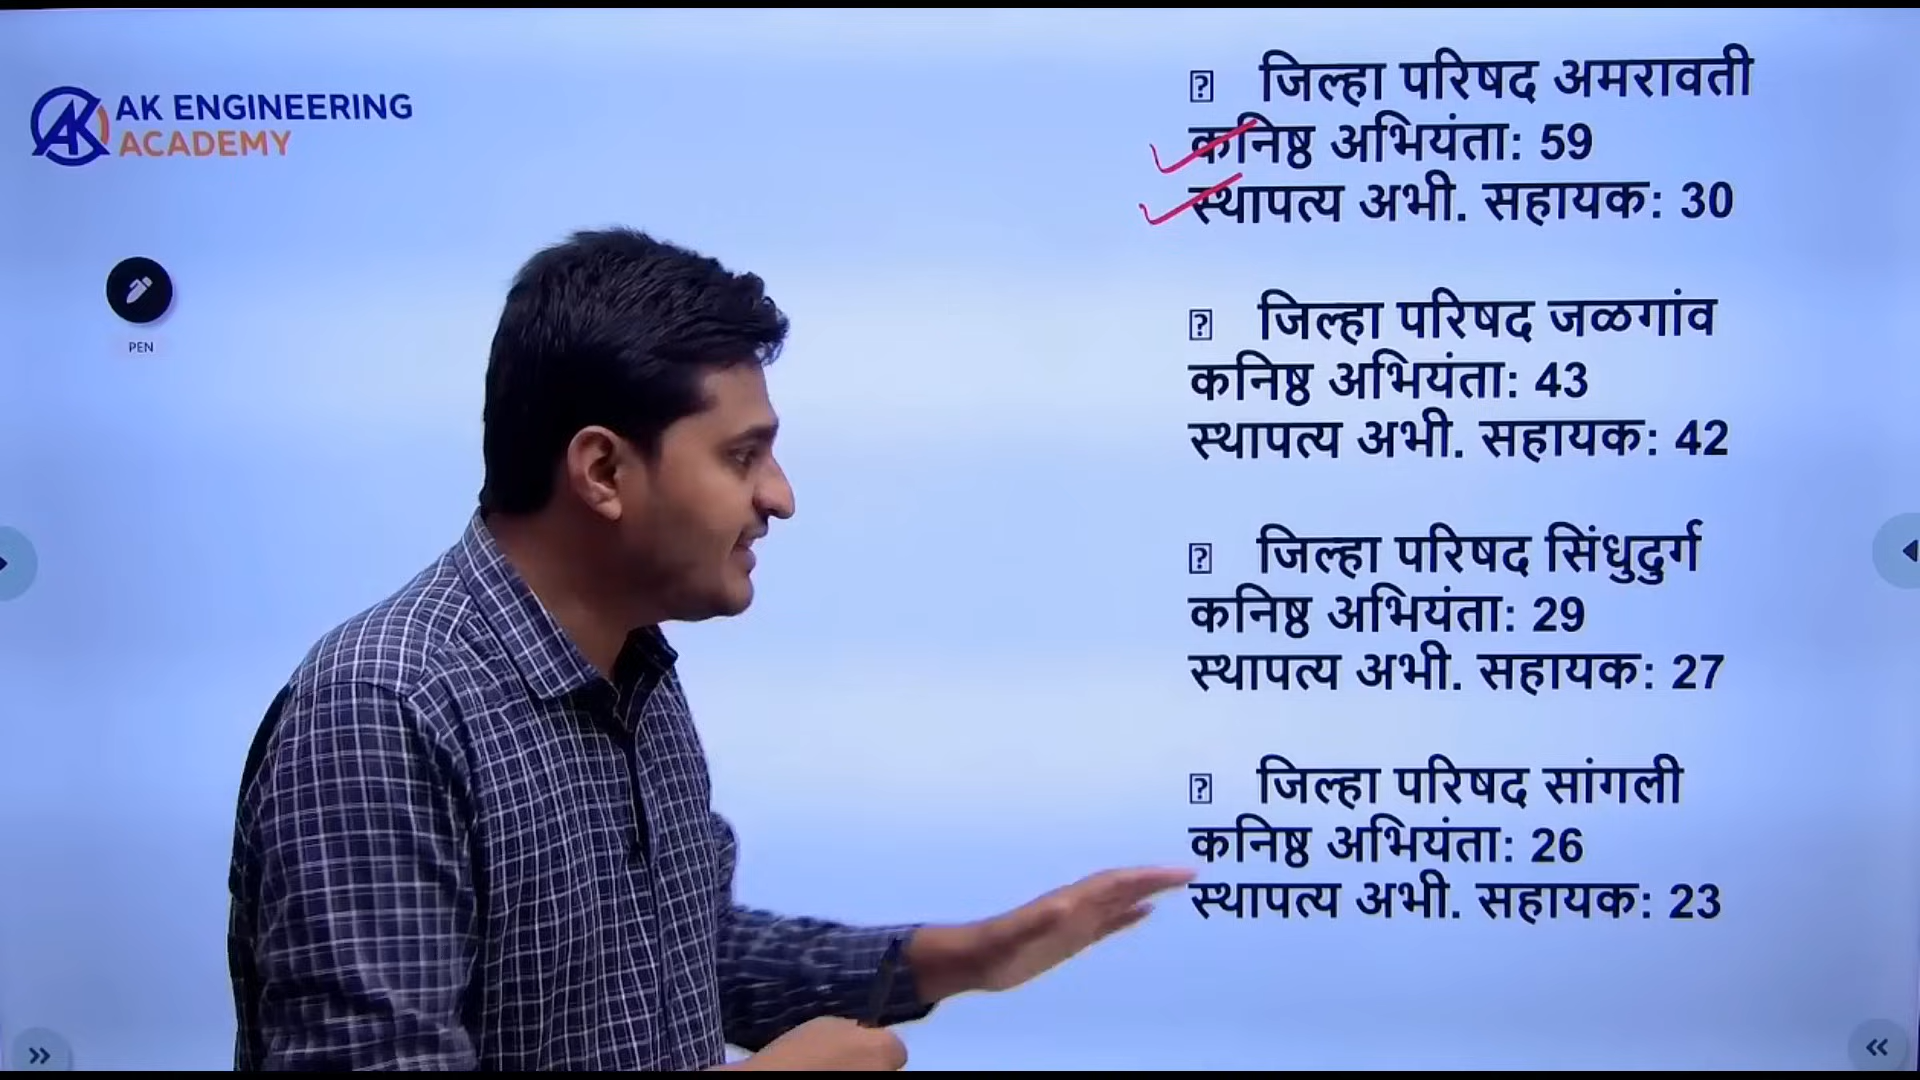 AK ENGINEERING
ACADEMY
PEN
जिल्हा परिषद अमरावती
कनिष्ठ अभियंता: 59
स्थापत्य अभी. सहायक: 30
जिल्हा परिषद जळगांव
कनिष्ठ अभियंता: 43
स्थापत्य अभी. सहायक: 42
जिल्हा परिषद सिंधुदुर्ग
कनिष्ठ अभियंता: 29
स्थापत्य अभी. सहायक: 27
जिल्हा परिषद सांगली
कनिष्ठ अभियंता: 26
स्थापत्य अभी. सहायक: 23